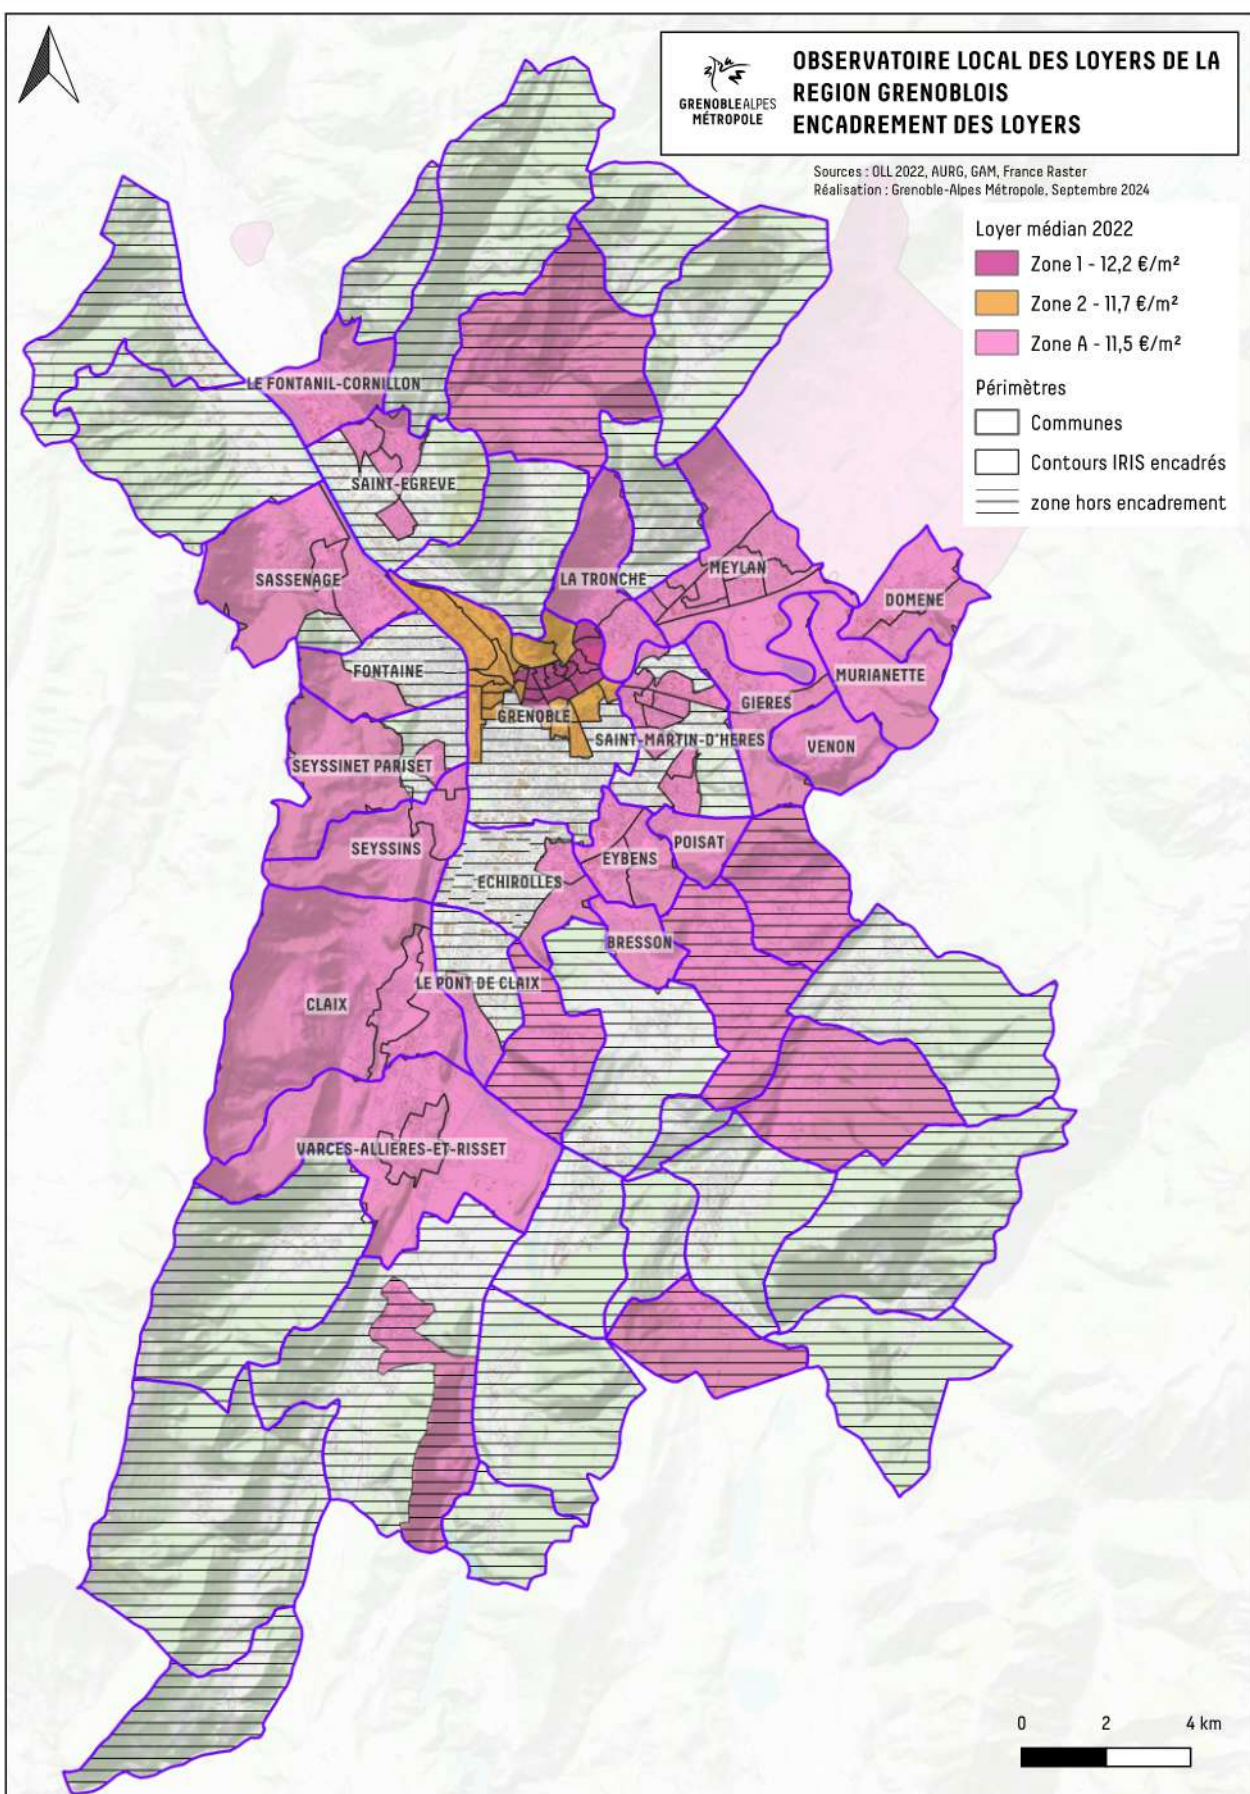 OBSERVATOIRE LOCAL DES LOYERS DE LA
REGION GRENOBLOIS
ENCADREMENT DES LOYERS
GRENOBLEALPES
MÉTROPOLE
Sources : OLL 2022, AURG, GAM, France Raster
Réalisation : Grenoble-Alpes Métropole, Septembre 2024
Loyer médian 2022
Zone 1 - 12,2 €/m²
Zone 2 - 11,7 €/m²
Zone A - 11,5 €/m²
Périmètres
Communes
Contours IRIS encadrés
zone hors encadrement
LE FONTANIL-CORNILLON
SAINT-EGREVE
SASSENAGE
LA TRONCHE
MEYLAN
DOMENE
FONTAINE
MURIANETTE
GRENOBLE
GIERES
SAINT-MARTIN-D'HERES
VENON
SEYSSINET PARISET
SEYSSINS
POISAT
EYBENS
ECHIROLLES
BRESSON
LE PONT DE CLAIX
CLAIX
VARCES-ALLIÈRES-ET-RISSET
0 2 4 km